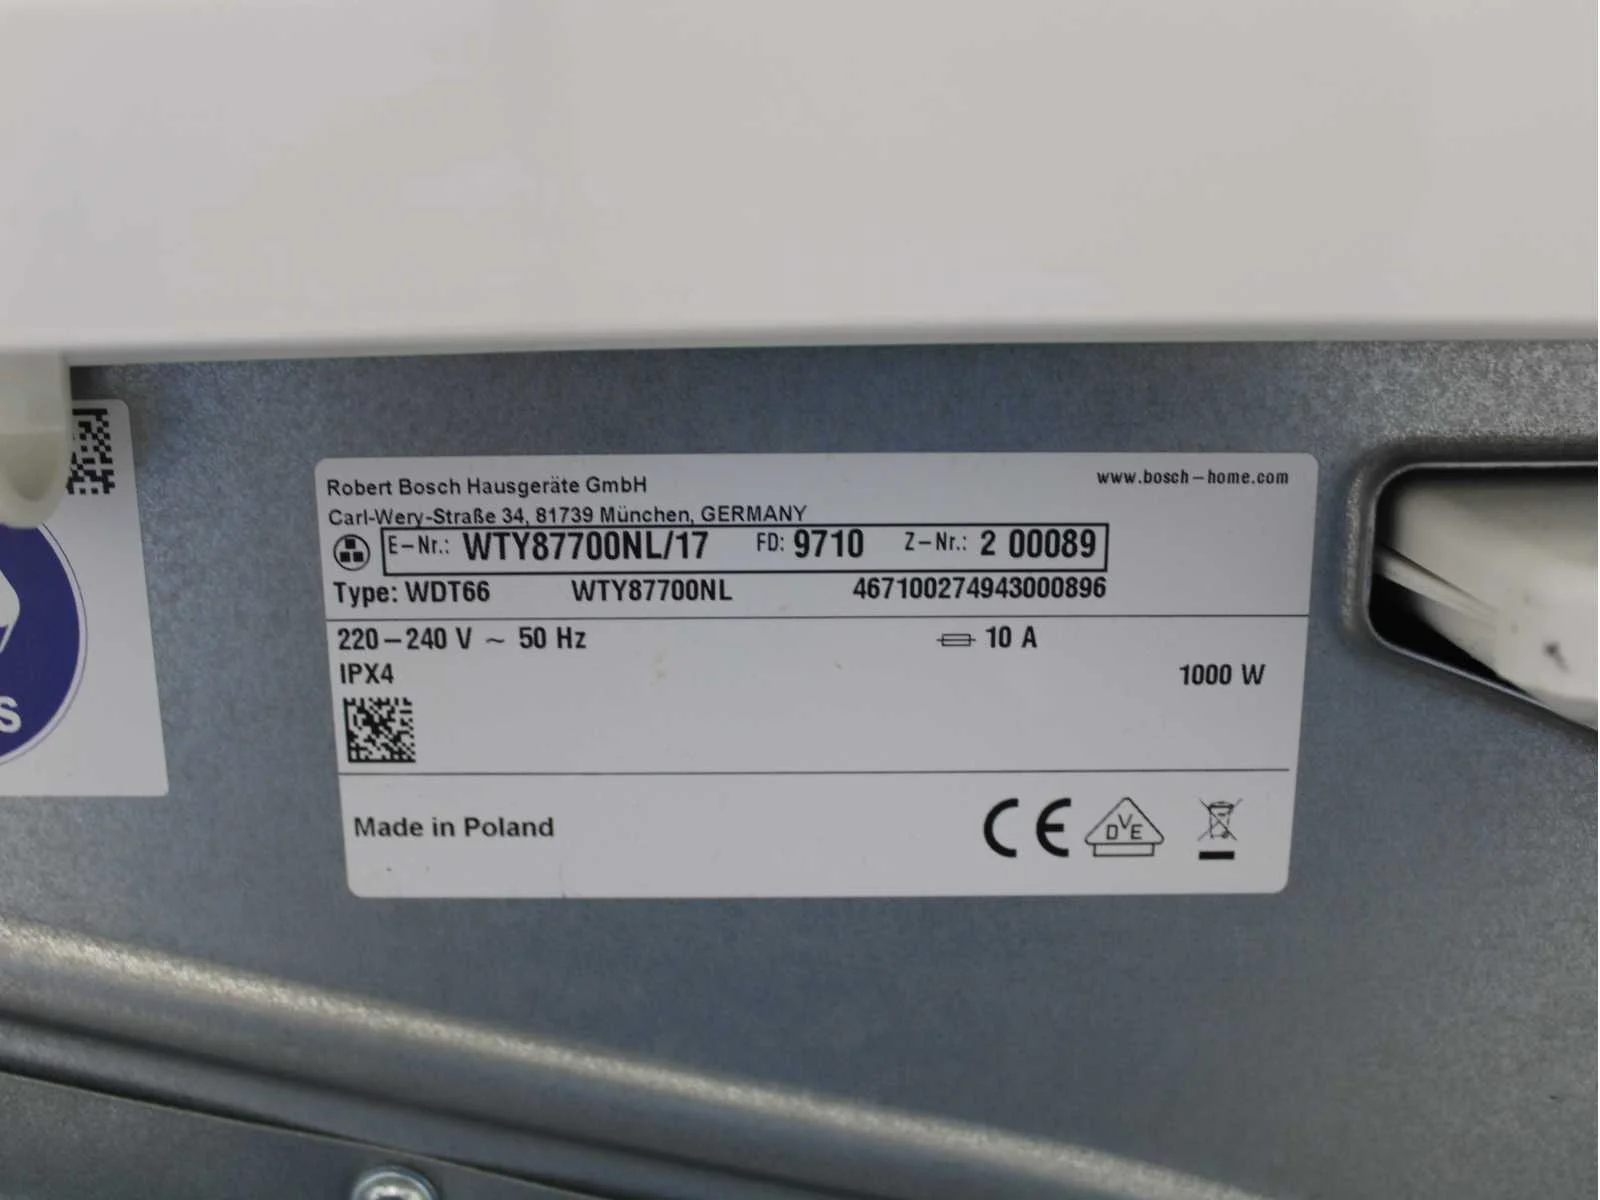 Robert Bosch Hausgeräte GmbH
www.bosch-home.com
Carl-Wery-Straße 34, 81739 München, GERMANY
E-Nr.: WTY87700NL/17 FD: 9710 Z-Nr.: 2 00089
Type: WDT66 WTY87700NL 467100274943000896
220-240 V ~ 50 Hz 10 A
IPX4 1000 W
Made in Poland
CE DVE
S